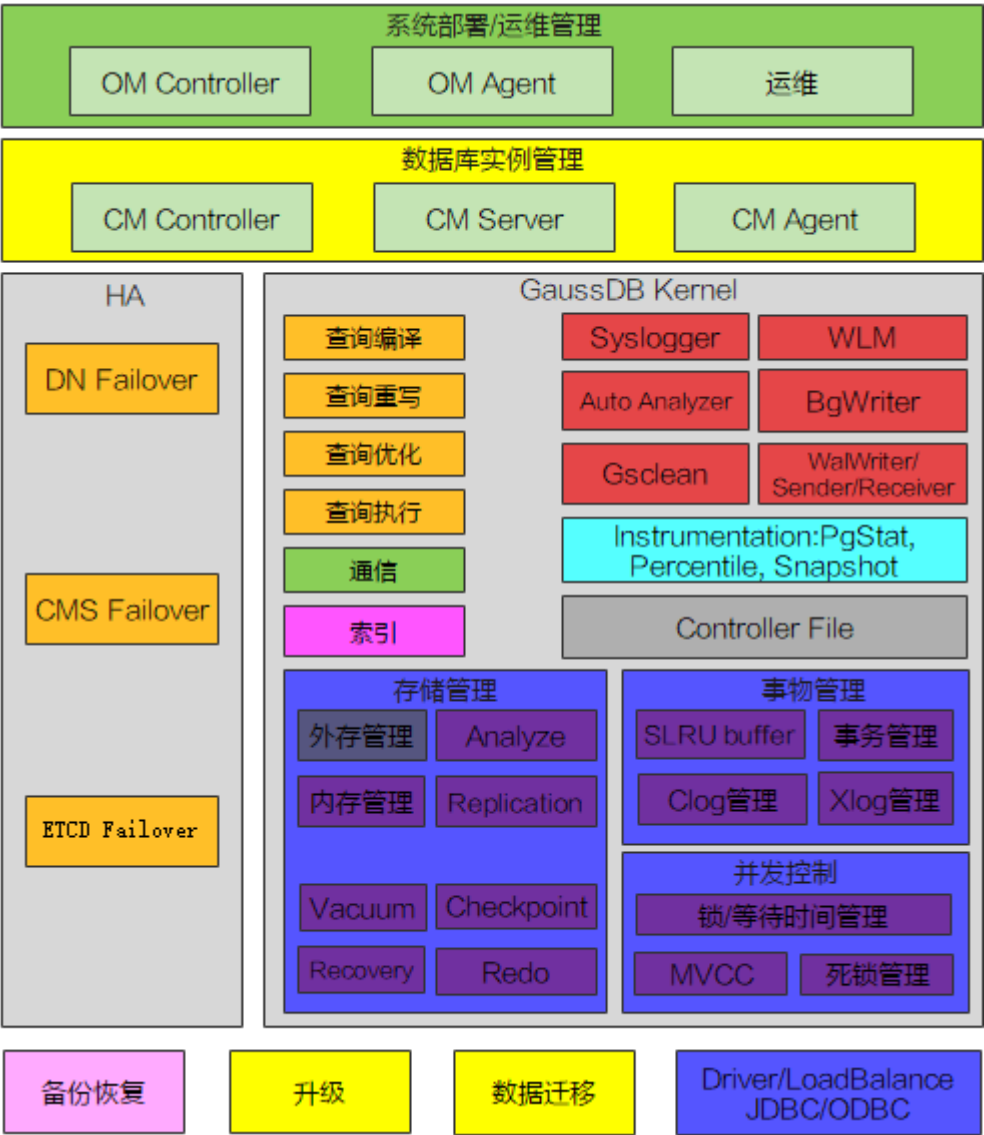 系统部署/运维管理
OM Controller
OM Agent
运维
数据库实例管理
CM Controller
CM Server
CM Agent
HA
DN Failover
CMS Failover
ETCD Failover
GaussDB Kernel
查询编译
查询重写
查询优化
查询执行
通信
索引
Syslogger
WLM
Auto Analyzer
BgWriter
Gsclean
WalWriter/
Sender/Receiver
Instrumentation:PgStat,
Percentile, Snapshot
Controller File
存储管理
外存管理
Analyze
内存管理
Replication
Vacuum
Checkpoint
Recovery
Redo
事物管理
SLRU buffer
事务管理
Clog管理
Xlog管理
并发控制
锁/等待时间管理
MVCC
死锁管理
备份恢复
升级
数据迁移
Driver/LoadBalance
JDBC/ODBC